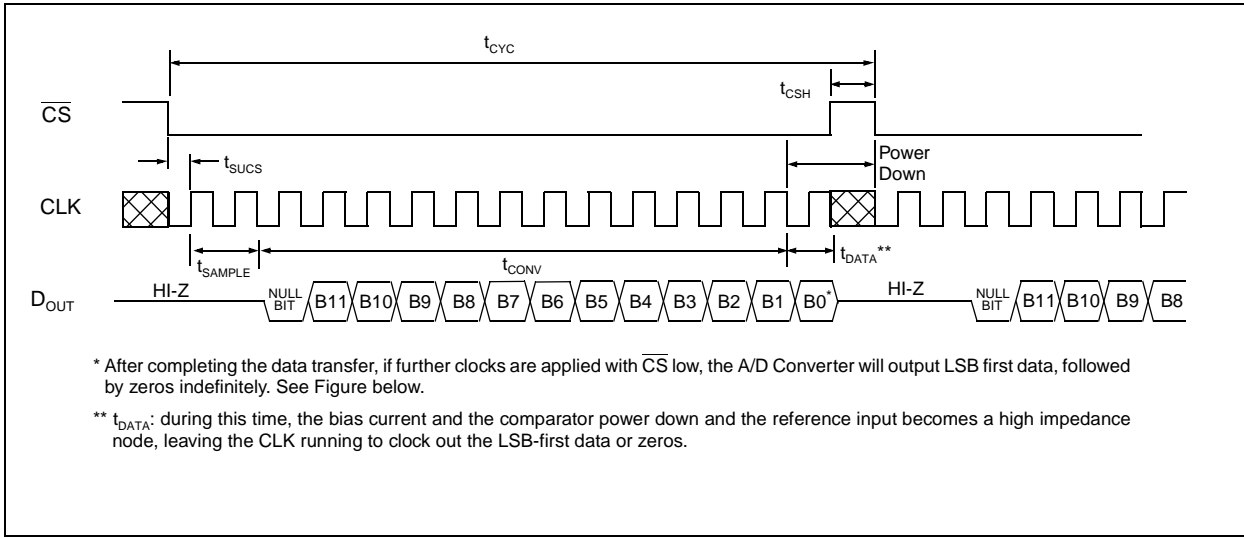 tCYC
tCSH
CS
Power
Down
tSUCS
CLK
tSAMPLE
tCONV
tDATA**
DOUT
HI-Z
NULL
BIT
B11 B10 B9 B8 B7 B6 B5 B4 B3 B2 B1 B0*
HI-Z
NULL
BIT
B11 B10 B9 B8
* After completing the data transfer, if further clocks are applied with CS low, the A/D Converter will output LSB first data, followed
by zeros indefinitely. See Figure below.
** tDATA: during this time, the bias current and the comparator power down and the reference input becomes a high impedance
node, leaving the CLK running to clock out the LSB-first data or zeros.